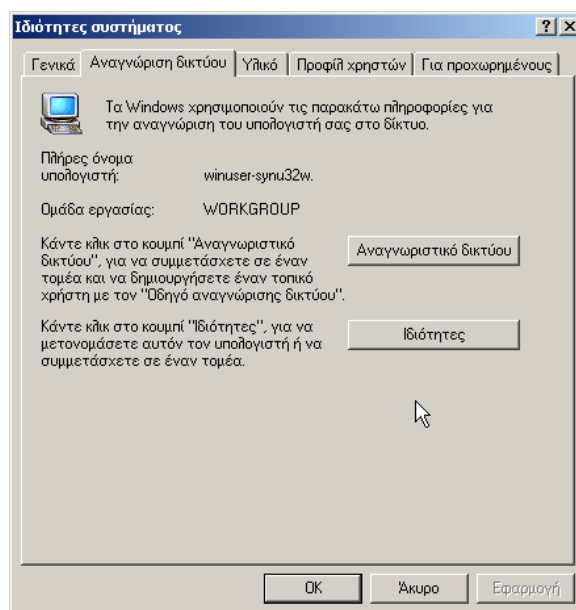 Ιδιότητες συστήματος
Γενικά Αναγνώριση δικτύου Υλικό Προφίλ χρηστών Για προχωρημένους
Τα Windows χρησιμοποιούν τις παρακάτω πληροφορίες για
την αναγνώριση του υπολογιστή σας στο δίκτυο.
Πλήρες όνομα
υπολογιστή: winuser-synu32w.
Ομάδα εργασίας: WORKGROUP
Κάντε κλικ στο κουμπί "Αναγνωριστικό
δικτύου", για να συμμετάσχετε σε έναν
τομέα και να δημιουργήσετε έναν τοπικό
χρήστη με τον "Οδηγό αναγνώρισης δικτύου".
Αναγνωριστικό δικτύου
Κάντε κλικ στο κουμπί "Ιδιότητες", για να
μετονομάσετε αυτόν τον υπολογιστή ή να
συμμετάσχετε σε έναν τομέα.
Ιδιότητες
OK Άκυρο Εφαρμογή